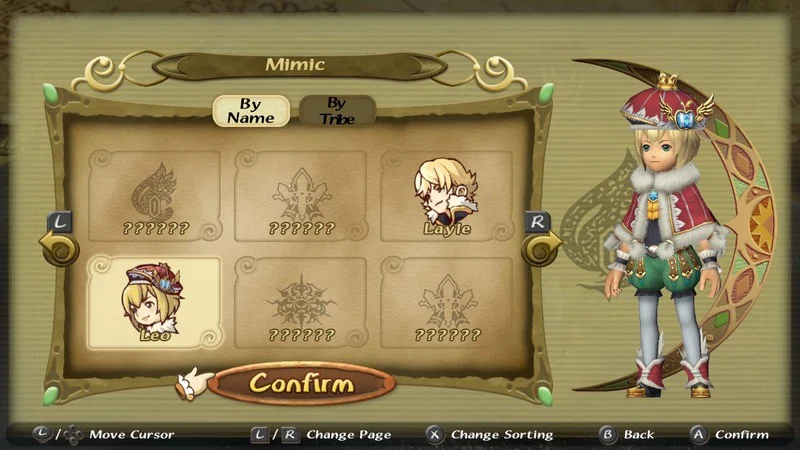 Mimic
By
Name
By
Tribe
L
R
??????
??????
Layle
Leo
??????
??????
Confirm
L/ Move Cursor
L/R Change Page
X Change Sorting
B Back
A Confirm